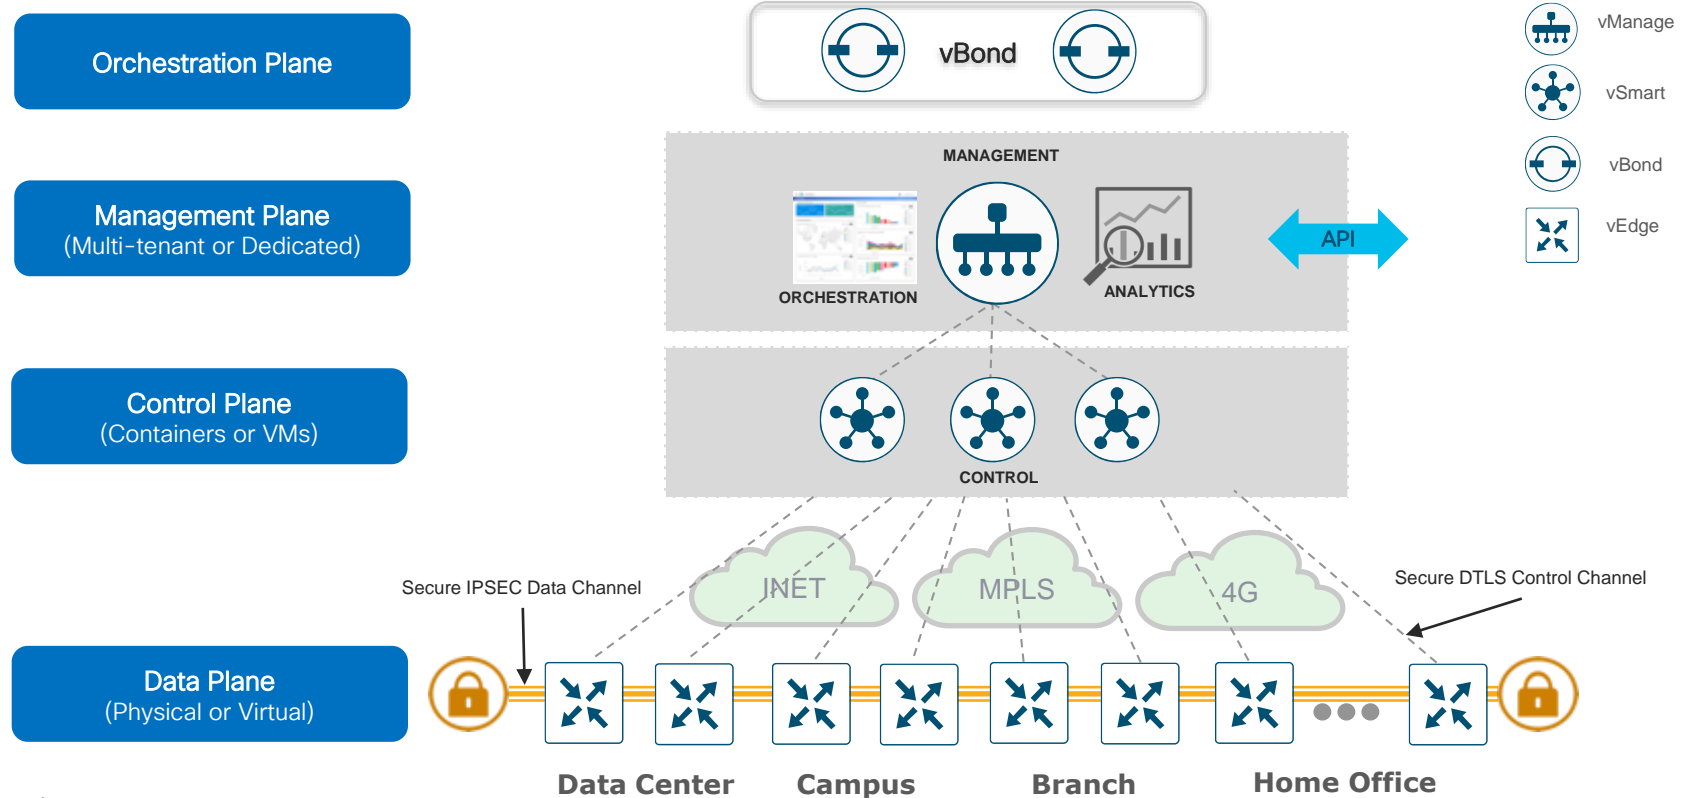 Orchestration Plane
vBond
vManage
vSmart
vBond
vEdge
Management Plane
(Multi-tenant or Dedicated)
MANAGEMENT
ORCHESTRATION
ANALYTICS
API
Control Plane
(Containers or VMs)
CONTROL
INET
MPLS
4G
Secure IPSEC Data Channel
Secure DTLS Control Channel
Data Plane
(Physical or Virtual)
Data Center
Campus
Branch
Home Office